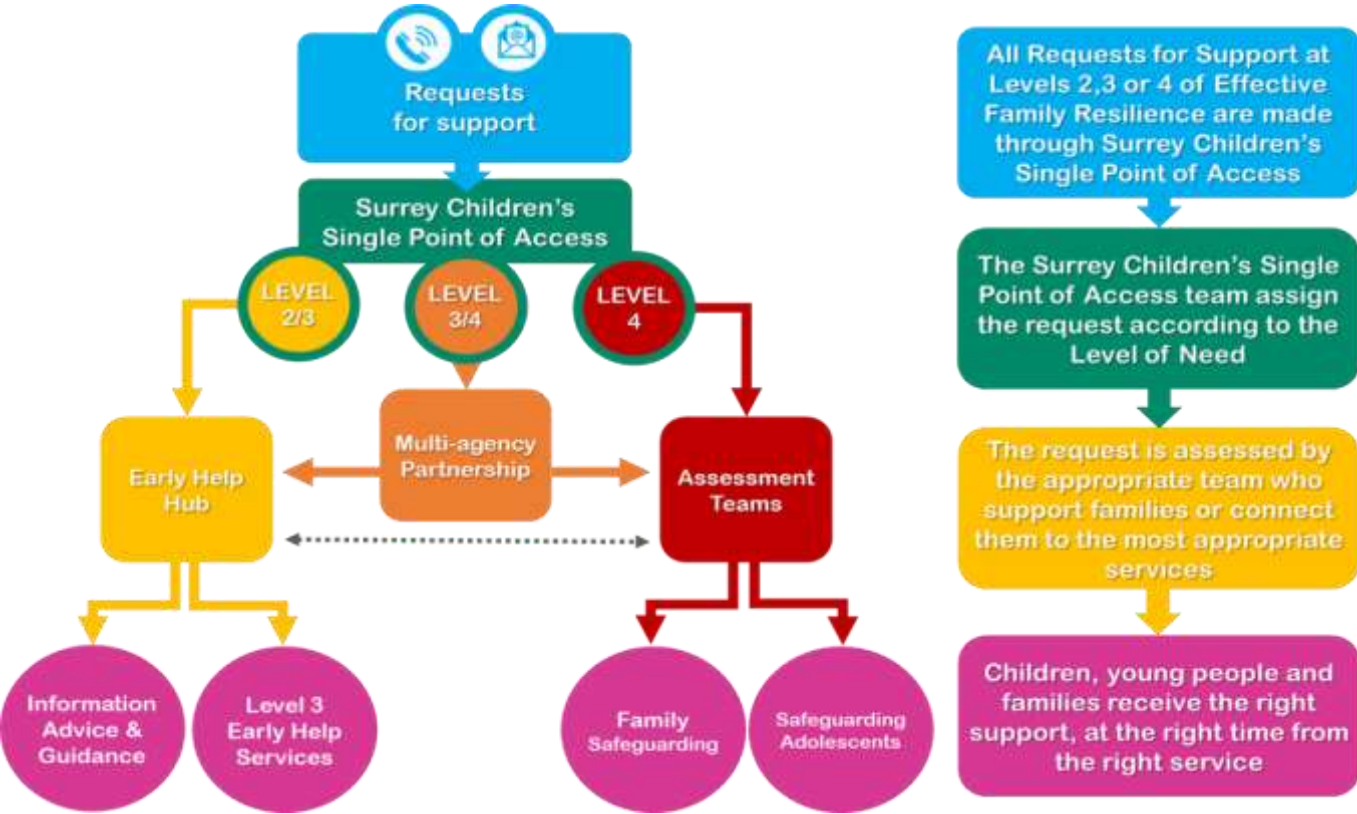 Requests
for support
Surrey Children's
Single Point of Access
LEVEL
2/3
LEVEL
3/4
LEVEL
4
Early Help
Hub
Multi-agency
Partnership
Assessment
Teams
Information
Advice &
Guidance
Level 3
Early Help
Services
Family
Safeguarding
Safeguarding
Adolescents
All Requests for Support at
Levels 2,3 or 4 of Effective
Family Resilience are made
through Surrey Children's
Single Point of Access
The Surrey Children's Single
Point of Access team assign
the request according to the
Level of Need
The request is assessed by
the appropriate team who
support families or connect
them to the most appropriate
services
Children, young people and
families receive the right
support, at the right time from
the right service